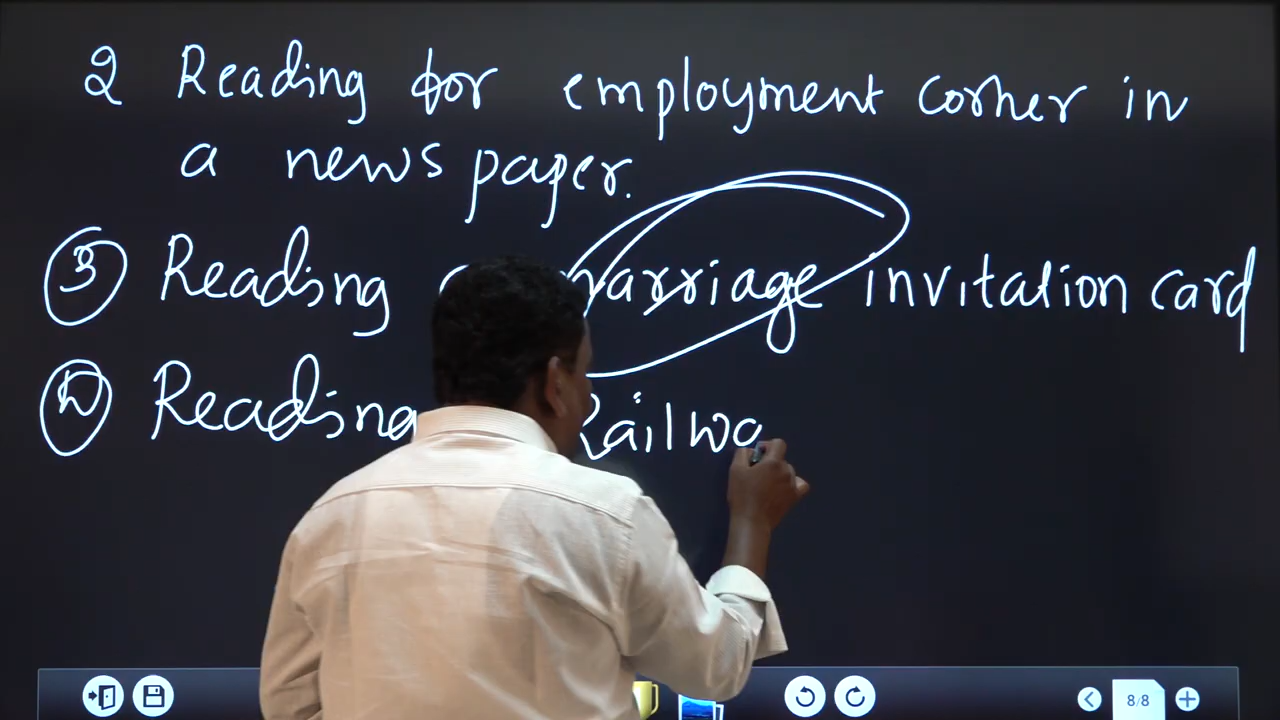 2 Reading for employment corner in
a news paper.
3 Reading marriage invitation card
4 Reading Railwa
8/8